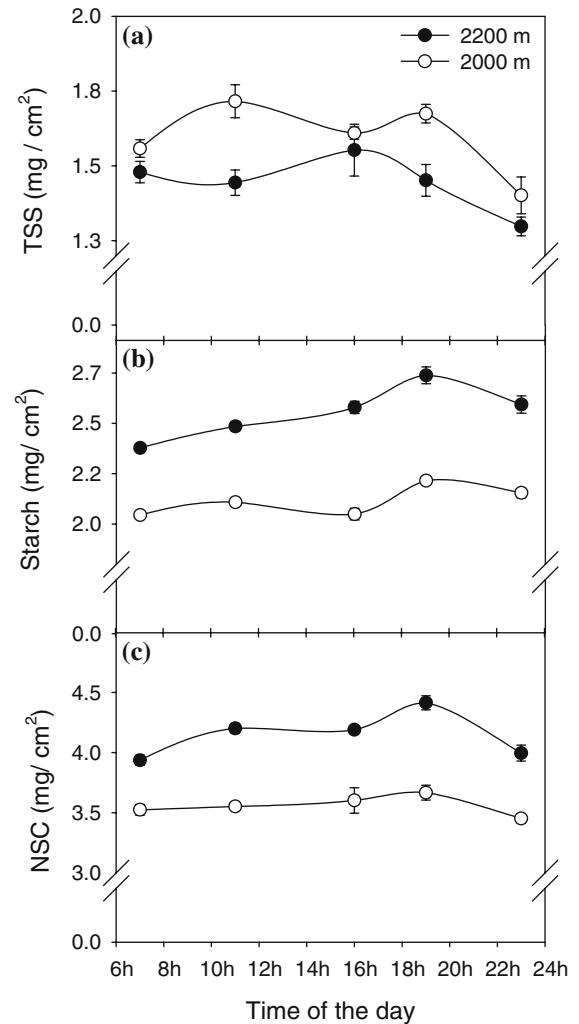 (a)
2200 m
2000 m
2.0
1.8
1.5
1.3
0.0
TSS (mg / cm²)
(b)
2.7
2.5
2.2
2.0
0.0
Starch (mg/ cm²)
(c)
4.5
4.0
3.5
3.0
0.0
NSC (mg/ cm²)
6h 8h 10h 12h 14h 16h 18h 20h 22h 24h
Time of the day